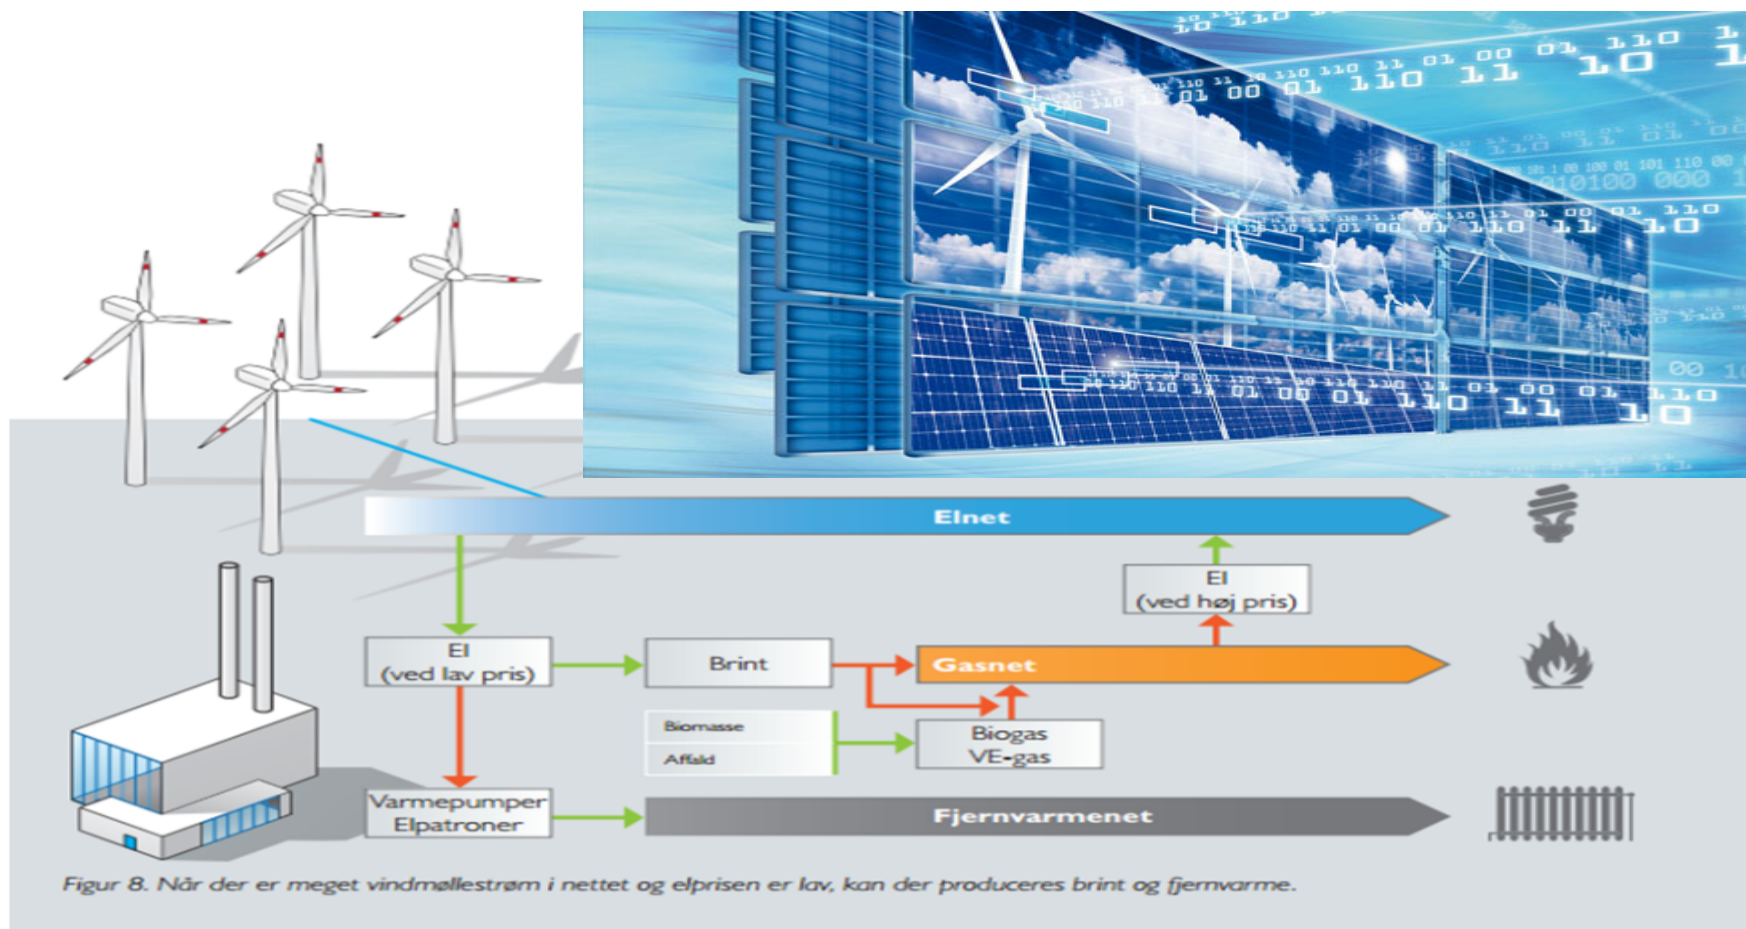 Elnet
El
(ved høj pris)
El
(ved lav pris)
Brint
Gasnet
Biomasse
Affald
Biogas
VE-gas
Varmepumper
Elpatroner
Fjernvarmenet
Figur 8. Når der er meget vindmøllestrøm i nettet og elprisen er lav, kan der produceres brint og fjernvarme.